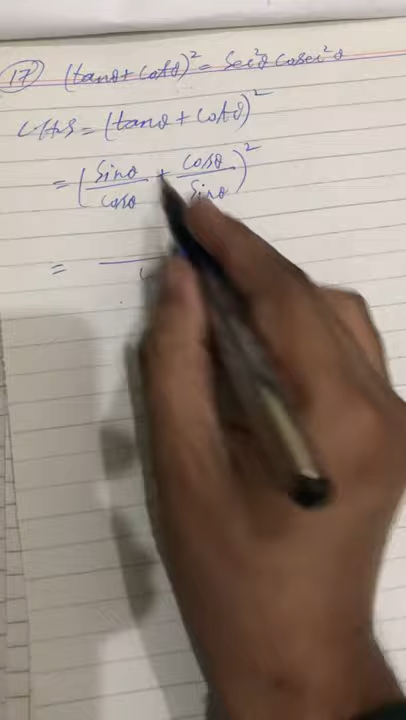 17) (tanθ+cotθ)² = Sec²θ Cosec²θ
LHS = (tanθ + cotθ)²
= (Sinθ/cosθ + cosθ/Sinθ)²
=